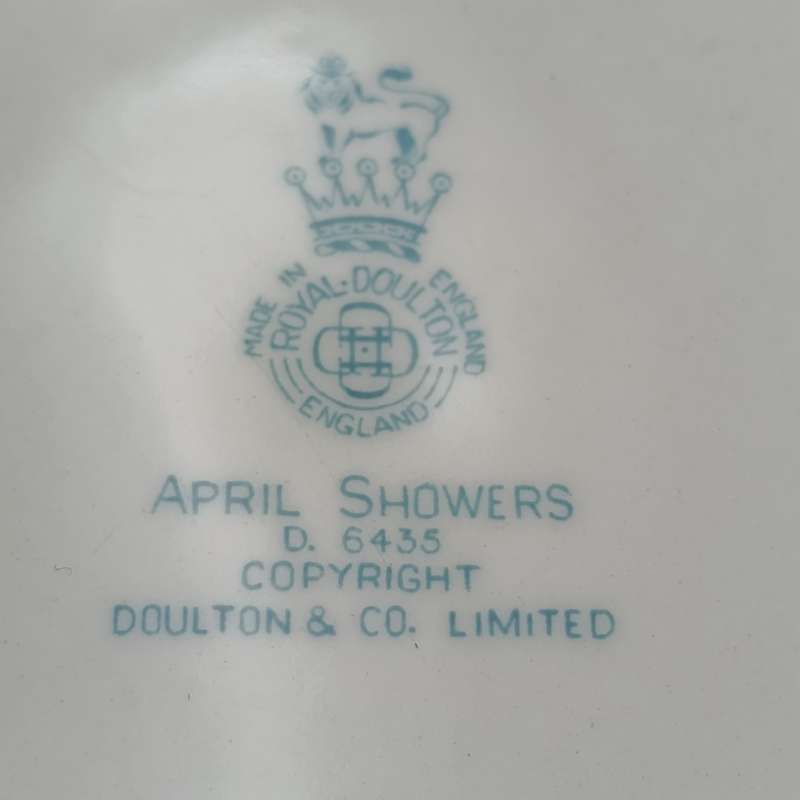 MADE IN ENGLAND
ROYAL·DOULTON
ENGLAND
APRIL SHOWERS
D. 6435
COPYRIGHT
DOULTON & CO. LIMITED